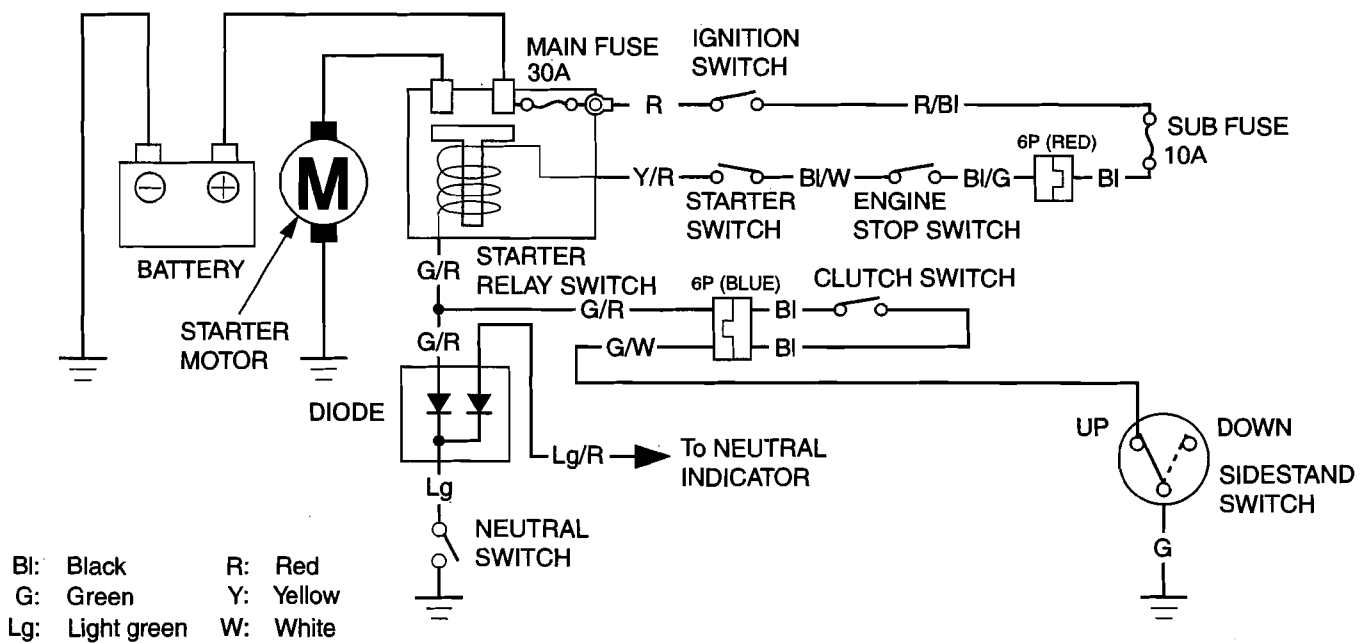 MAIN FUSE
30A
IGNITION
SWITCH
R
R/Bl
SUB FUSE
10A
6P (RED)
Y/R
Bl/W
Bl/G
Bl
STARTER
SWITCH
ENGINE
STOP SWITCH
M
BATTERY
STARTER
MOTOR
G/R
STARTER
RELAY SWITCH
6P (BLUE)
CLUTCH SWITCH
G/R
Bl
G/R
G/W
Bl
DIODE
UP
DOWN
SIDESTAND
SWITCH
Lg/R
To NEUTRAL
INDICATOR
Lg
NEUTRAL
SWITCH
G
Bl: Black R: Red
G: Green Y: Yellow
Lg: Light green W: White